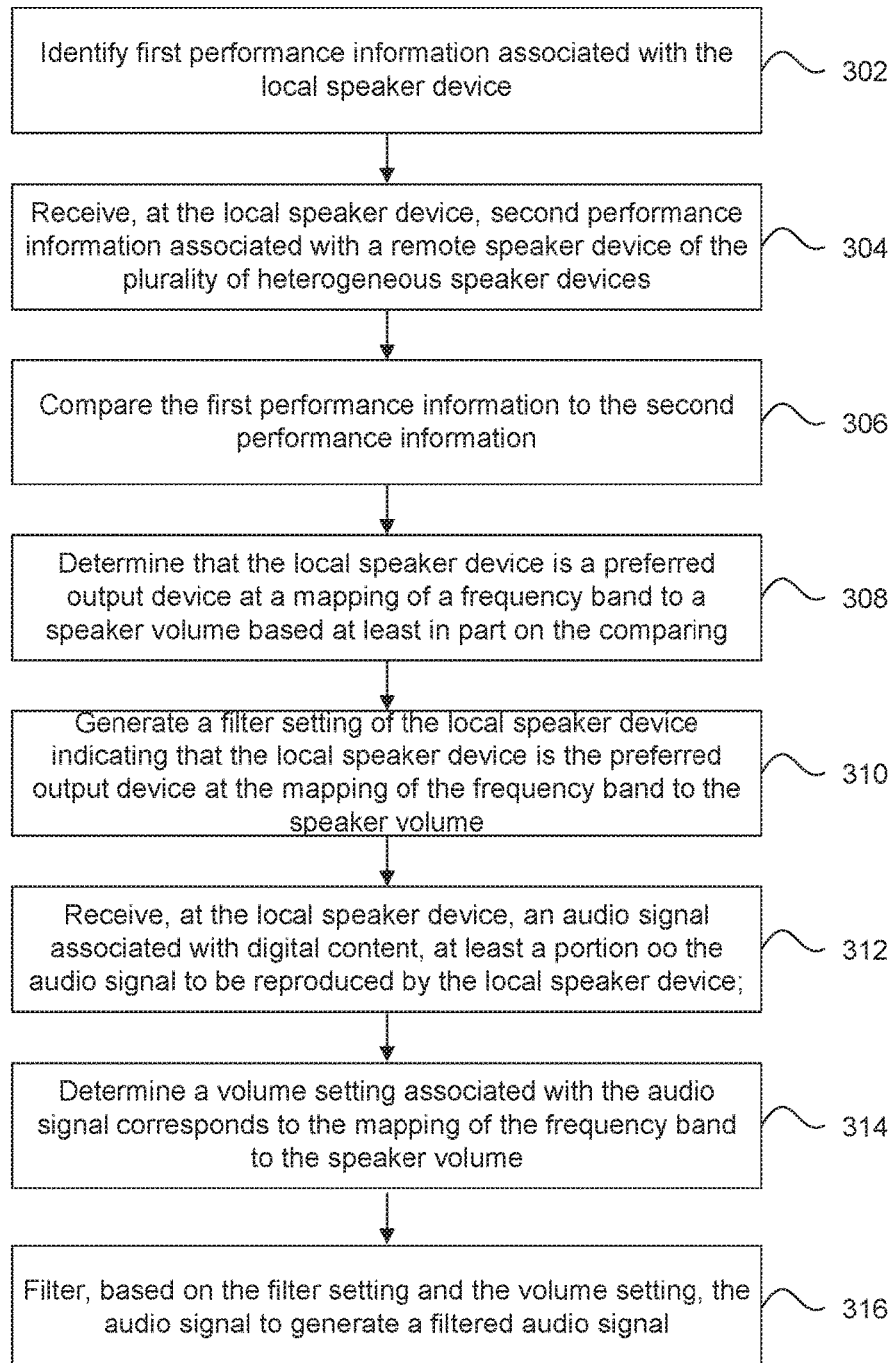 Identify first performance information associated with the
local speaker device
302
Receive, at the local speaker device, second performance
information associated with a remote speaker device of the
plurality of heterogeneous speaker devices
304
Compare the first performance information to the second
performance information
306
Determine that the local speaker device is a preferred
output device at a mapping of a frequency band to a
speaker volume based at least in part on the comparing
308
Generate a filter setting of the local speaker device
indicating that the local speaker device is the preferred
output device at the mapping of the frequency band to the
speaker volume
310
Receive, at the local speaker device, an audio signal
associated with digital content, at least a portion oo the
audio signal to be reproduced by the local speaker device;
312
Determine a volume setting associated with the audio
signal corresponds to the mapping of the frequency band
to the speaker volume
314
Filter, based on the filter setting and the volume setting, the
audio signal to generate a filtered audio signal
316